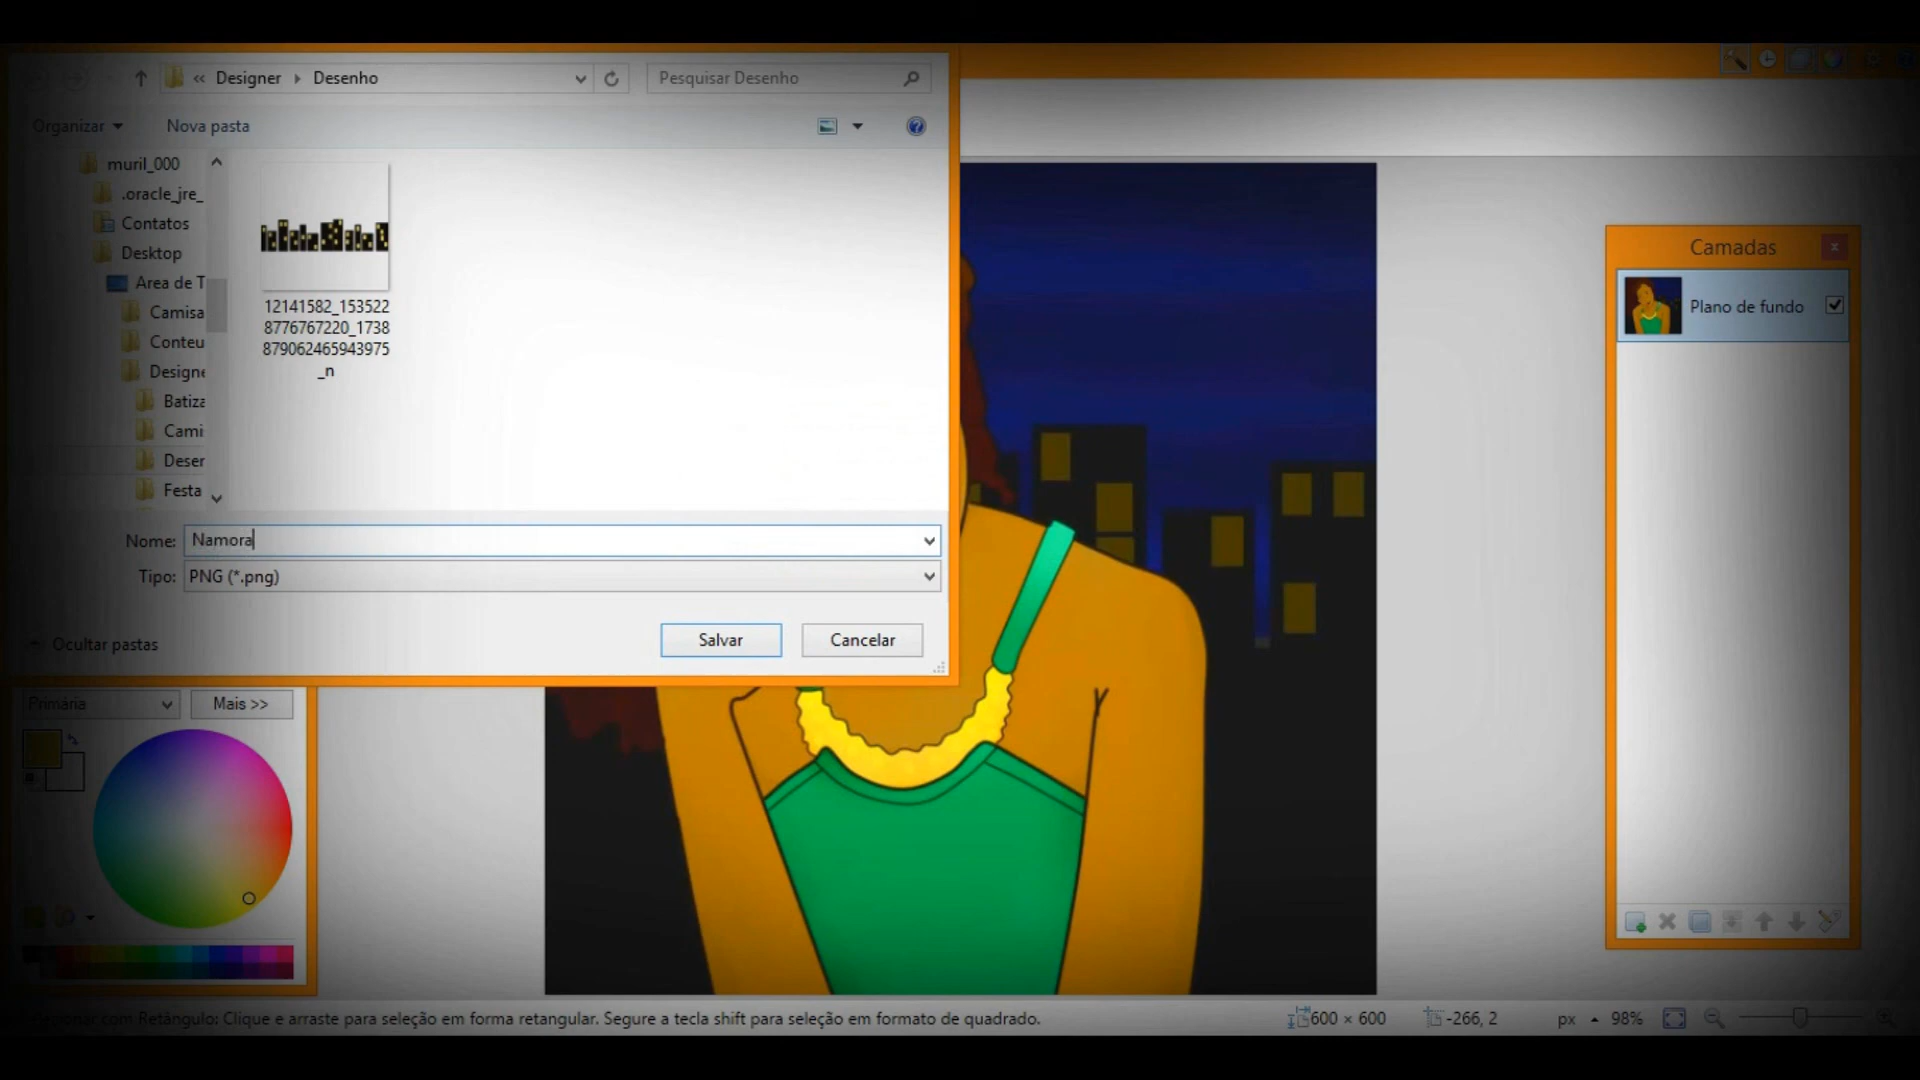 « Designer Desenho
Pesquisar Desenho
Organizar
Nova pasta
muril_000
.oracle_jre_
Contatos
Desktop
Area de T
Camisa
Conteu
Designe
Batiza
Cami
Deser
Festa
12141582_153522
8776767220_1738
879062465943975
_n
Nome: Namora
Tipo: PNG (*.png)
Ocultar pastas
Salvar
Cancelar
Camadas
Plano de fundo
Primária
Mais >>
com Retângulo: Clique e arraste para seleção em forma retangular. Segure a tecla shift para seleção em formato de quadrado.
600 × 600
-266, 2
px
98%